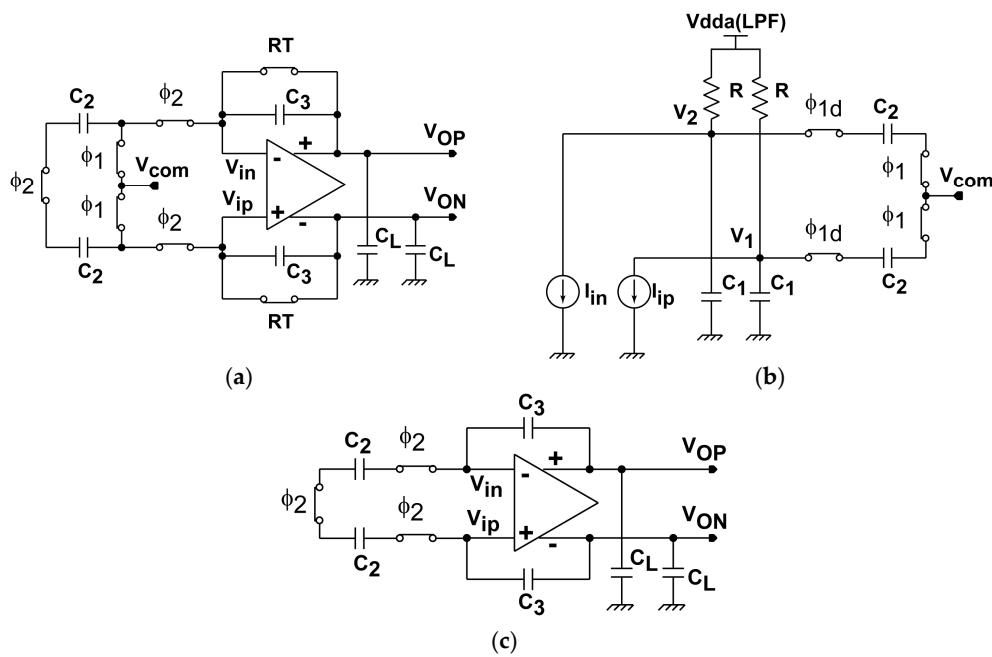 RT
C3
C2
ϕ2
VOP
ϕ1
Vin
Vcom
ϕ2
Vip
VON
ϕ1
ϕ2
C2
C3
CL
CL
RT
(a)
Vdda(LPF)
R
R
V2
ϕ1d
C2
ϕ1
Vcom
ϕ1
V1
ϕ1d
C2
Iin
Iip
C1
C1
(b)
C3
C2
ϕ2
VOP
Vin
ϕ2
ϕ2
Vip
VON
C2
CL
CL
C3
(c)